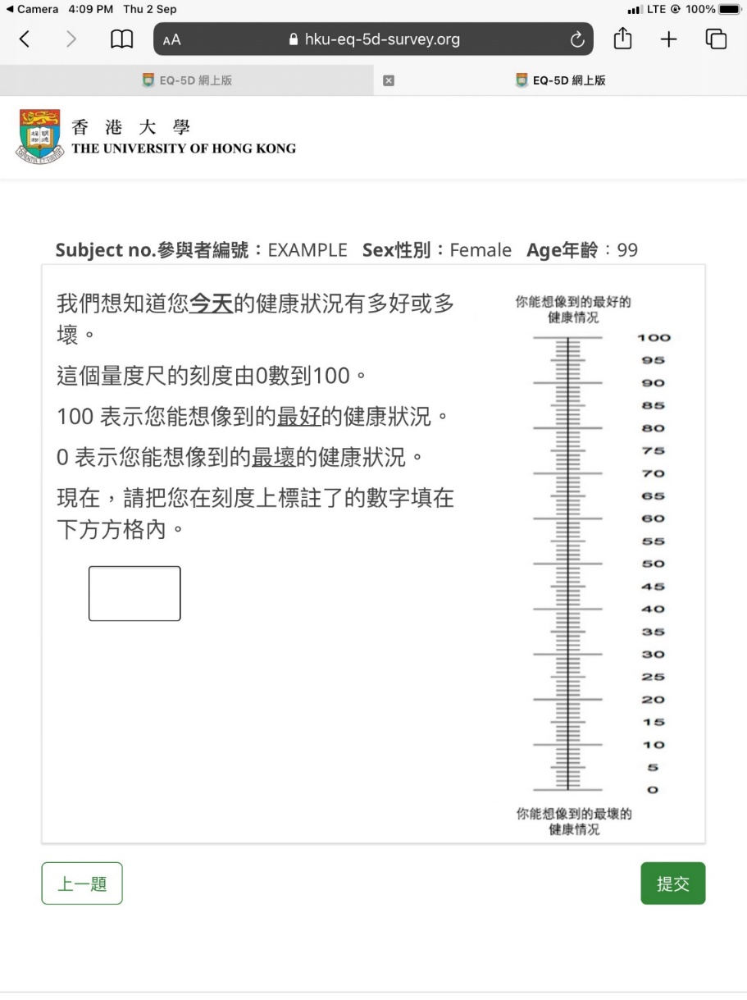 Camera 4:09 PM Thu 2 Sep LTE 100%
AA hku-eq-5d-survey.org
EQ-5D 網上版 EQ-5D 網上版
香港大學
THE UNIVERSITY OF HONG KONG
Subject no.參與者編號：EXAMPLE Sex性別：Female Age年齡：99
我們想知道您今天的健康狀況有多好或多
壞。
這個量度尺的刻度由0數到100。
100 表示您能想像到的最好的健康狀況。
0 表示您能想像到的最壞的健康狀況。
現在，請把您在刻度上標註了的數字填在
下方方格內。
你能想像到的最好的
健康情况
100
95
90
85
80
75
70
65
60
55
50
45
40
35
30
25
20
15
10
5
0
你能想像到的最壞的
健康情况
上一題
提交